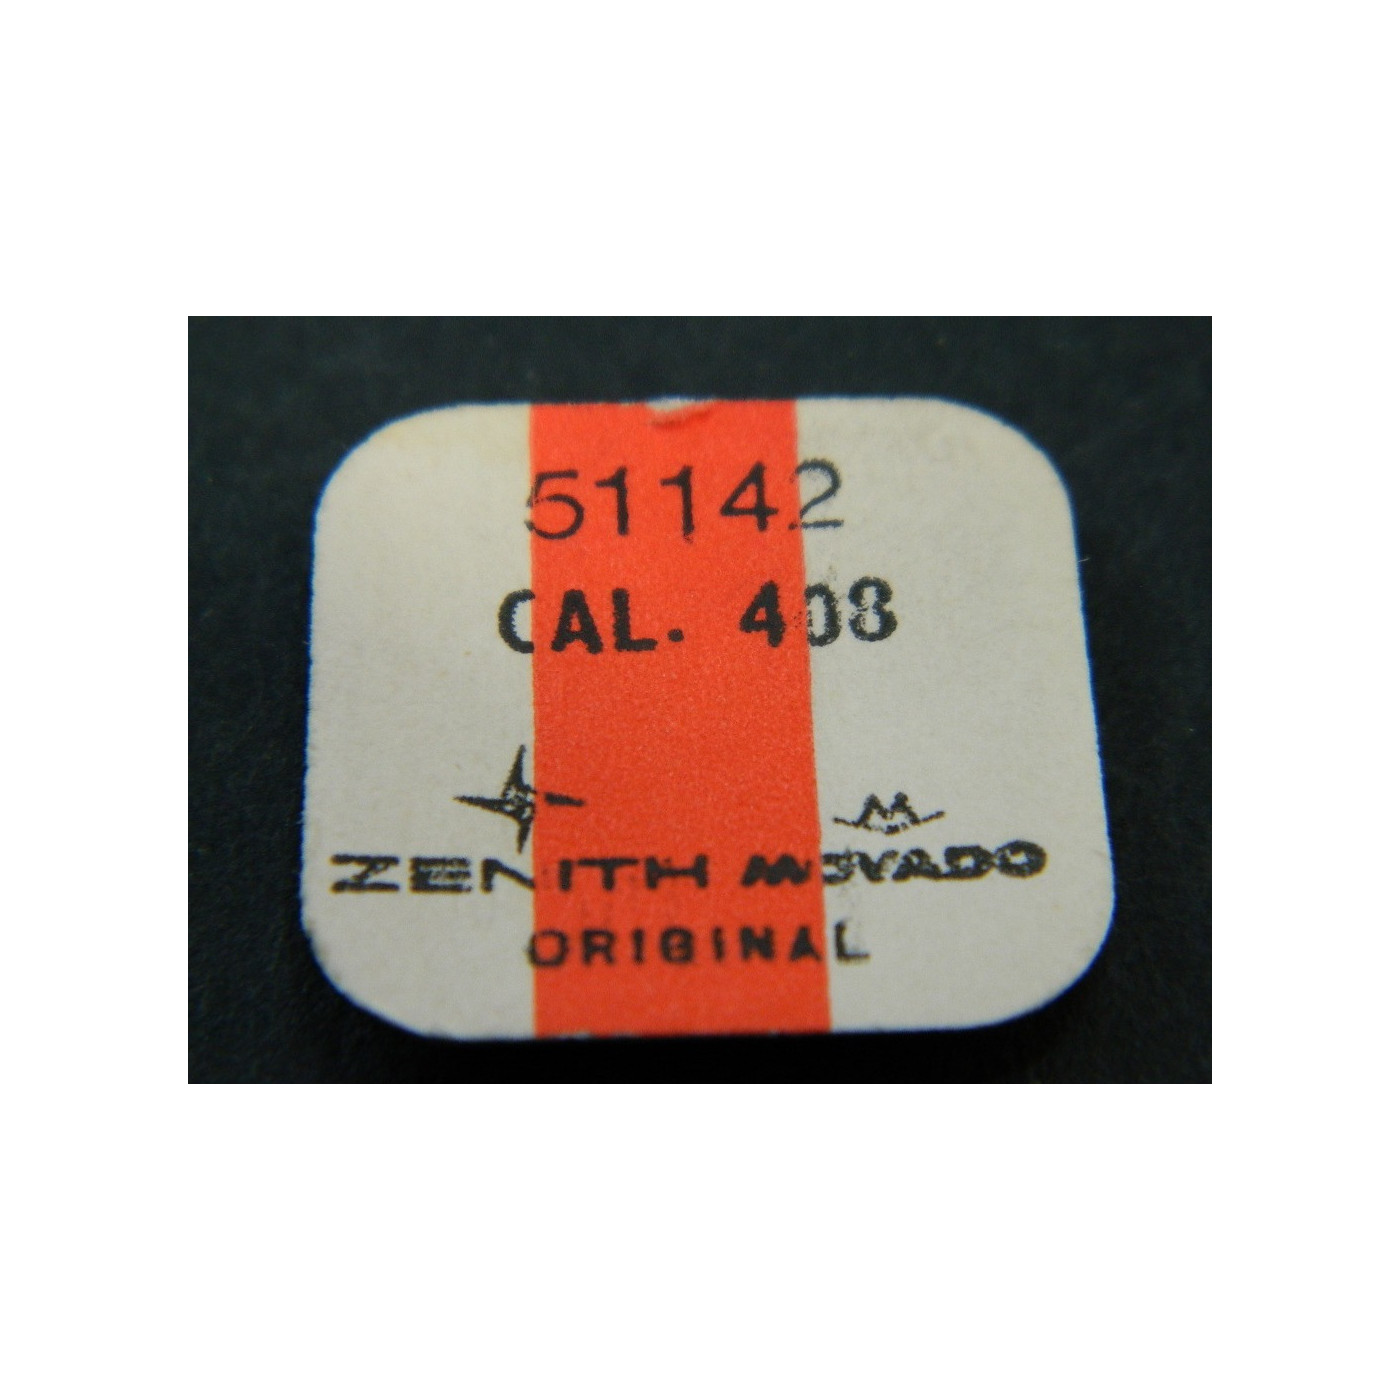 51142
CAL. 408
ZENITH MOVADO
ORIGINAL